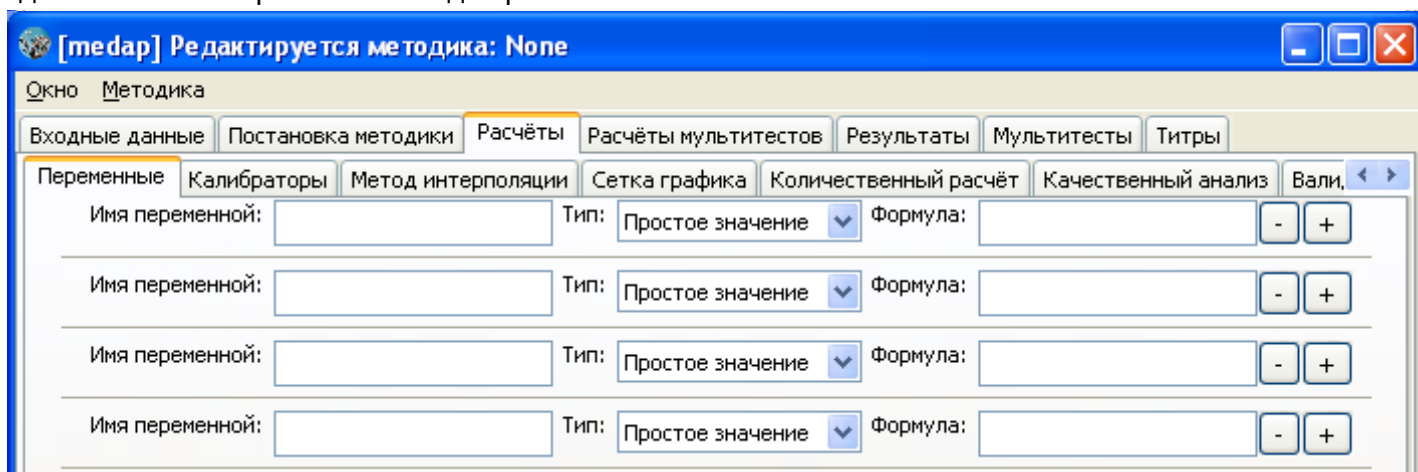 [medap] Редактируется методика: None
Окно Методика
Входные данные Постановка методики Расчёты Расчёты мультитестов Результаты Мультитесты Титры
Переменные Калибраторы Метод интерполяции Сетка графика Количественный расчёт Качественный анализ Вали,
Имя переменной: Тип: Простое значение Формула: - +
Имя переменной: Тип: Простое значение Формула: - +
Имя переменной: Тип: Простое значение Формула: - +
Имя переменной: Тип: Простое значение Формула: - +